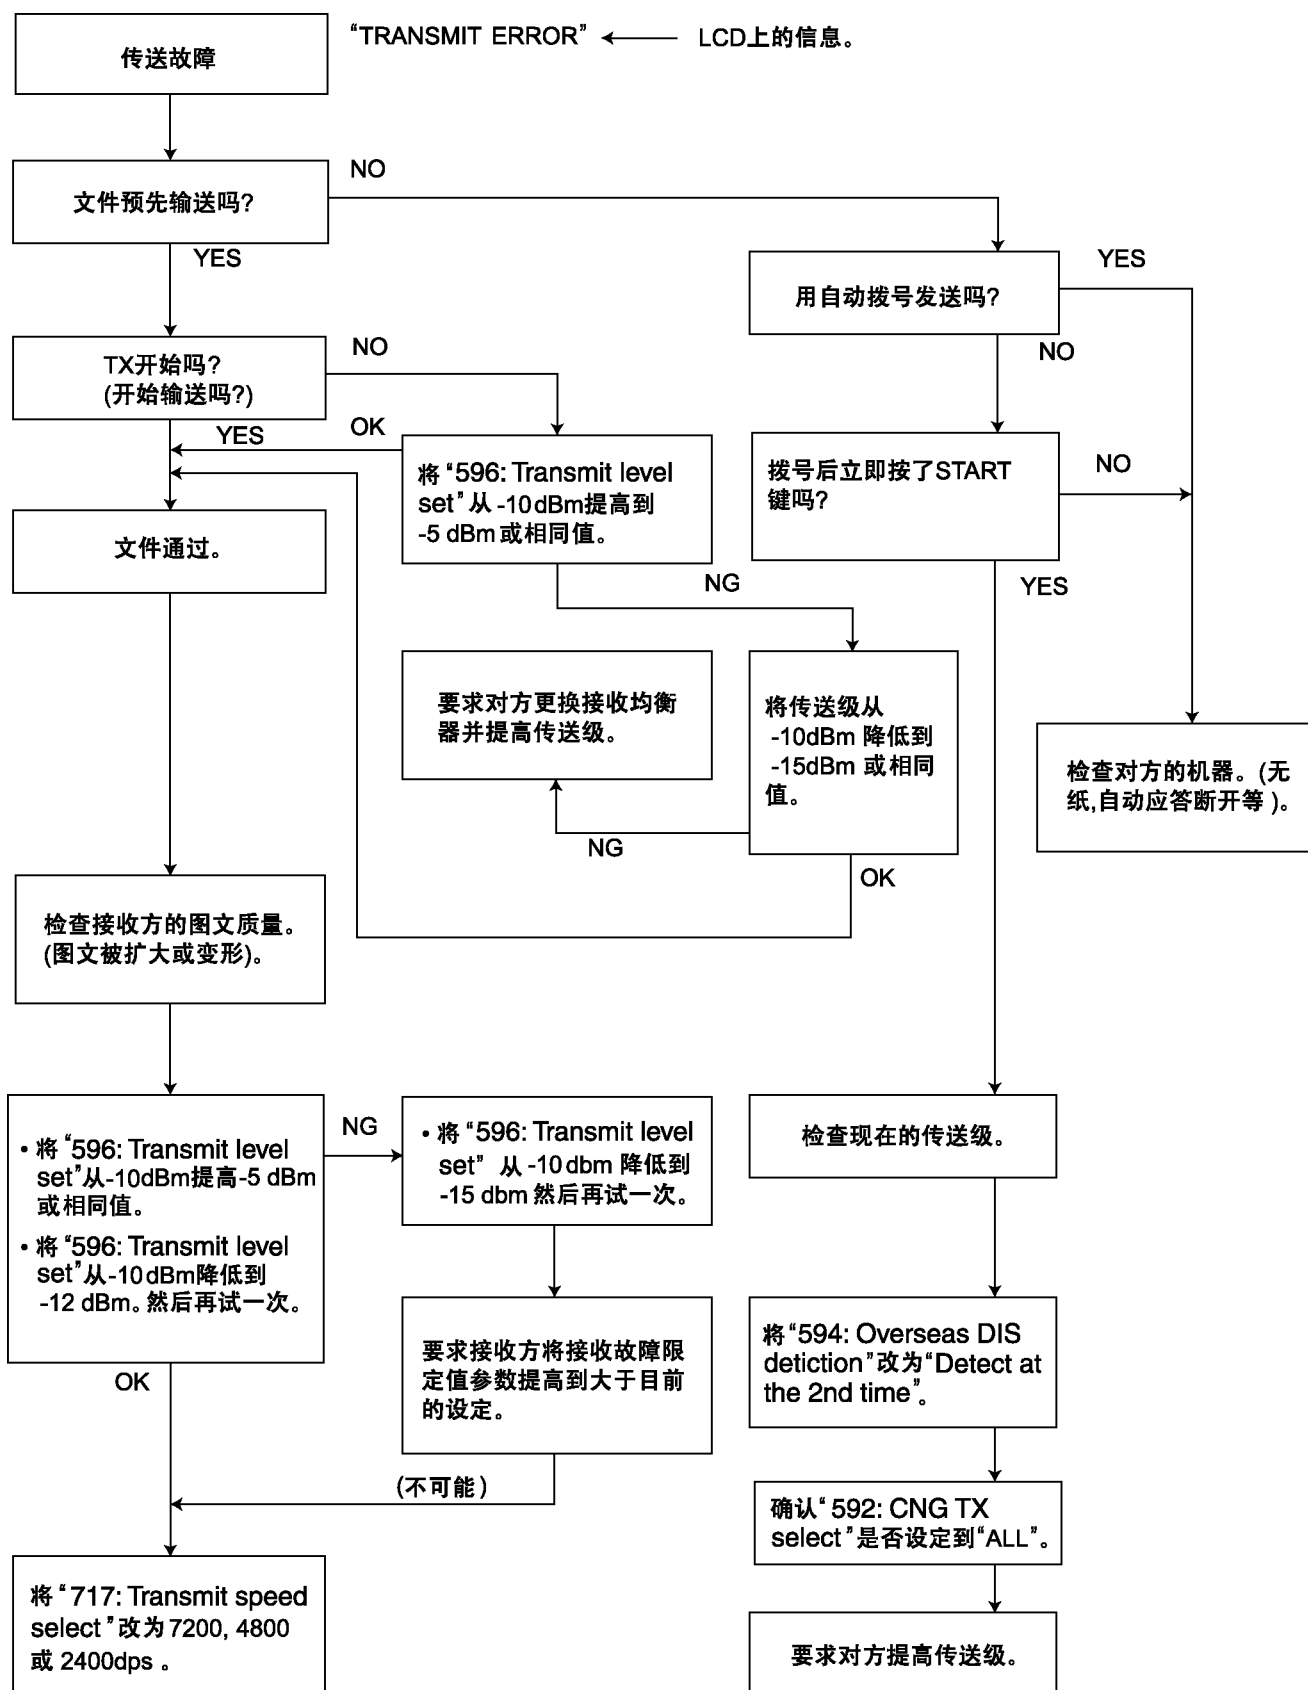 传送故障
“TRANSMIT ERROR”
LCD上的信息。
文件预先输送吗?
NO
YES
用自动拨号发送吗?
YES
NO
TX开始吗?
(开始输送吗?)
NO
YES
OK
将“596: Transmit level
set”从 -10dBm提高到
-5 dBm或相同值。
拨号后立即按了START
键吗?
NO
YES
文件通过。
NG
要求对方更换接收均衡
器并提高传送级。
将传送级从
-10dBm 降低到
-15dBm 或相同
值。
NG
OK
检查对方的机器。(无
纸,自动应答断开等 )。
检查接收方的图文质量。
(图文被扩大或变形)。
• 将“596: Transmit level
set”从-10dBm提高-5 dBm
或相同值。
• 将“596: Transmit level
set”从-10dBm降低到
-12 dBm。然后再试一次。
NG
OK
• 将“596: Transmit level
set” 从 -10 dbm 降低到
-15 dbm 然后再试一次。
要求接收方将接收故障限
定值参数提高到大于目前
的设定。
(不可能)
将“717: Transmit speed
select”改为7200, 4800
或 2400dps 。
检查现在的传送级。
将“594: Overseas DIS
detiction”改为“Detect at
the 2nd time”。
确认“592: CNG TX
select”是否设定到“ALL”。
要求对方提高传送级。